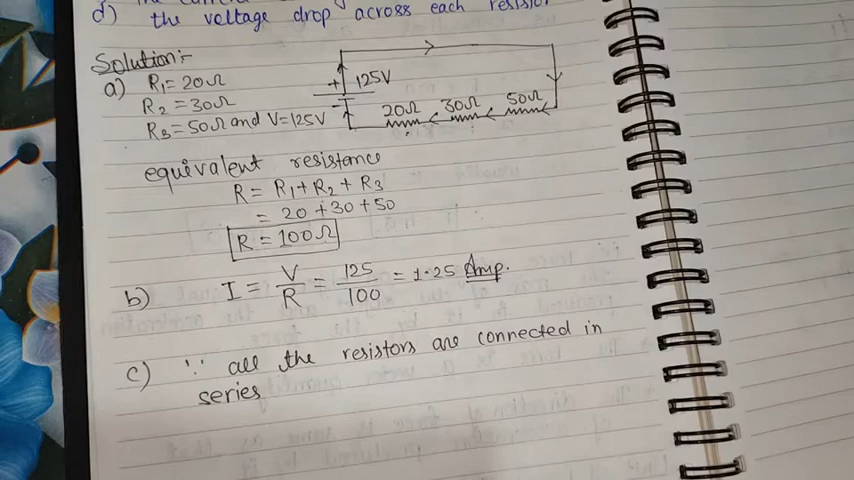 d) the voltage drop across each resistor
Solution:-
a) R1 = 20Ω
R2 = 30Ω
R3 = 50Ω and V = 125V
+ 125V
-
20Ω 30Ω 50Ω
equivalent resistance
R = R1 + R2 + R3
= 20 + 30 + 50
R = 100Ω
b) I = V/R = 125/100 = 1.25 Amp.
c) ∵ all the resistors are connected in
series